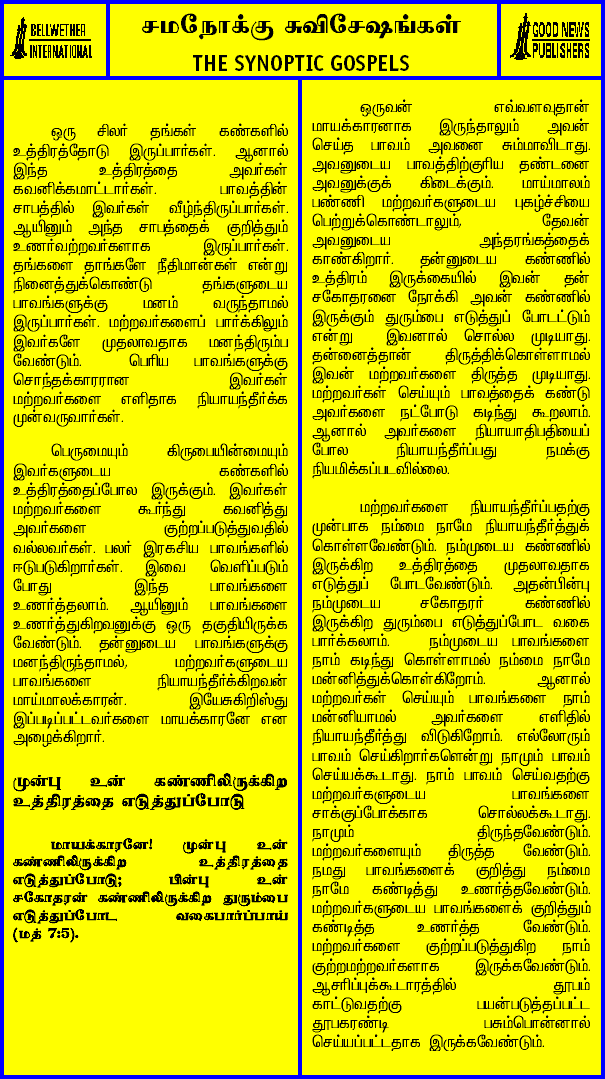 BELLWETHER
INTERNATIONAL
சமநோக்கு சுவிசேஷங்கள்
THE SYNOPTIC GOSPELS
GOOD NEWS
PUBLISHERS
ஒரு சிலர் தங்கள் கண்களில்
உத்திரத்தோடு இருப்பார்கள். ஆனால்
இந்த உத்திரத்தை அவர்கள்
கவனிக்கமாட்டார்கள். பாவத்தின்
சாபத்தில் இவர்கள் வீழ்ந்திருப்பார்கள்.
ஆயினும் அந்த சாபத்தைக் குறித்தும்
உணர்வற்றவர்களாக இருப்பார்கள்.
தங்களை தாங்களே நீதிமான்கள் என்று
நினைத்துக்கொண்டு தங்களுடைய
பாவங்களுக்கு மனம் வருந்தாமல்
இருப்பார்கள். மற்றவர்களைப் பார்க்கிலும்
இவர்களே முதலாவதாக மனந்திரும்ப
வேண்டும். பெரிய பாவங்களுக்கு
சொந்தக்காரரான இவர்கள்
மற்றவர்களை எளிதாக நியாயந்தீர்க்க
முன்வருவார்கள்.
பெருமையும் கிருபையின்மையும்
இவர்களுடைய கண்களில்
உத்திரத்தைப்போல இருக்கும். இவர்கள்
மற்றவர்களை கூர்ந்து கவனித்து
அவர்களை குற்றப்படுத்துவதில்
வல்லவர்கள். பலர் இரகசிய பாவங்களில்
ஈடுபடுகிறார்கள். இவை வெளிப்படும்
போது இந்த பாவங்களை
உணர்த்தலாம். ஆயினும் பாவங்களை
உணர்த்துகிறவனுக்கு ஒரு தகுதியிருக்க
வேண்டும். தன்னுடைய பாவங்களுக்கு
மனந்திருந்தாமல், மற்றவர்களுடைய
பாவங்களை நியாயந்தீர்க்கிறவன்
மாய்மாலக்காரன். இயேசுகிறிஸ்து
இப்படிப்பட்டவர்களை மாயக்காரனே என
அழைக்கிறார்.
முன்பு உன் கண்ணிலிருக்கிற
உத்திரத்தை எடுத்துப்போடு
மாயக்காரனே! முன்பு உன்
கண்ணிலிருக்கிற உத்திரத்தை
எடுத்துப்போடு; பின்பு உன்
சகோதரன் கண்ணிலிருக்கிற துரும்பை
எடுத்துப்போட வகைபார்ப்பாய்
(மத் 7:5).
ஒருவன் எவ்வளவுதான்
மாயக்காரனாக இருந்தாலும் அவன்
செய்த பாவம் அவனை சும்மாவிடாது.
அவனுடைய பாவத்திற்குரிய தண்டனை
அவனுக்குக் கிடைக்கும். மாய்மாலம்
பண்ணி மற்றவர்களுடைய புகழ்ச்சியை
பெற்றுக்கொண்டாலும், தேவன்
அவனுடைய அந்தரங்கத்தைக்
காண்கிறார். தன்னுடைய கண்ணில்
உத்திரம் இருக்கையில் இவன் தன்
சகோதரனை நோக்கி அவன் கண்ணில்
இருக்கும் துரும்பை எடுத்துப் போடட்டும்
என்று இவனால் சொல்ல முடியாது.
தன்னைத்தான் திருத்திக்கொள்ளாமல்
இவன் மற்றவர்களை திருத்த முடியாது.
மற்றவர்கள் செய்யும் பாவத்தைக் கண்டு
அவர்களை நட்போடு கடிந்து கூறலாம்.
ஆனால் அவர்களை நியாயாதிபதியைப்
போல நியாயந்தீர்ப்பது நமக்கு
நியமிக்கப்படவில்லை.
மற்றவர்களை நியாயந்தீர்ப்பதற்கு
முன்பாக நம்மை நாமே நியாயந்தீர்த்துக்
கொள்ளவேண்டும். நம்முடைய கண்ணில்
இருக்கிற உத்திரத்தை முதலாவதாக
எடுத்துப் போடவேண்டும். அதன்பின்பு
நம்முடைய சகோதரர் கண்ணில்
இருக்கிற துரும்பை எடுத்துப்போட வகை
பார்க்கலாம். நம்முடைய பாவங்களை
நாம் கடிந்து கொள்ளாமல் நம்மை நாமே
மன்னித்துக்கொள்கிறோம். ஆனால்
மற்றவர்கள் செய்யும் பாவங்களை நாம்
மன்னியாமல் அவர்களை எளிதில்
நியாயந்தீர்த்து விடுகிறோம். எல்லோரும்
பாவம் செய்கிறார்களென்று நாமும் பாவம்
செய்யக்கூடாது. நாம் பாவம் செய்வதற்கு
மற்றவர்களுடைய பாவங்களை
சாக்குப்போக்காக சொல்லக்கூடாது.
நாமும் திருந்தவேண்டும்.
மற்றவர்களையும் திருத்த வேண்டும்.
நமது பாவங்களைக் குறித்து நம்மை
நாமே கண்டித்து உணர்த்தவேண்டும்.
மற்றவர்களுடைய பாவங்களைக் குறித்தும்
கண்டித்த உணர்த்த வேண்டும்.
மற்றவர்களை குற்றப்படுத்துகிற நாம்
குற்றமற்றவர்களாக இருக்கவேண்டும்.
ஆசரிப்புக்கூடாரத்தில் தூபம்
காட்டுவதற்கு பயன்படுத்தப்பட்ட
தூபகரண்டி பசும்பொன்னால்
செய்யப்பட்டதாக இருக்கவேண்டும்.